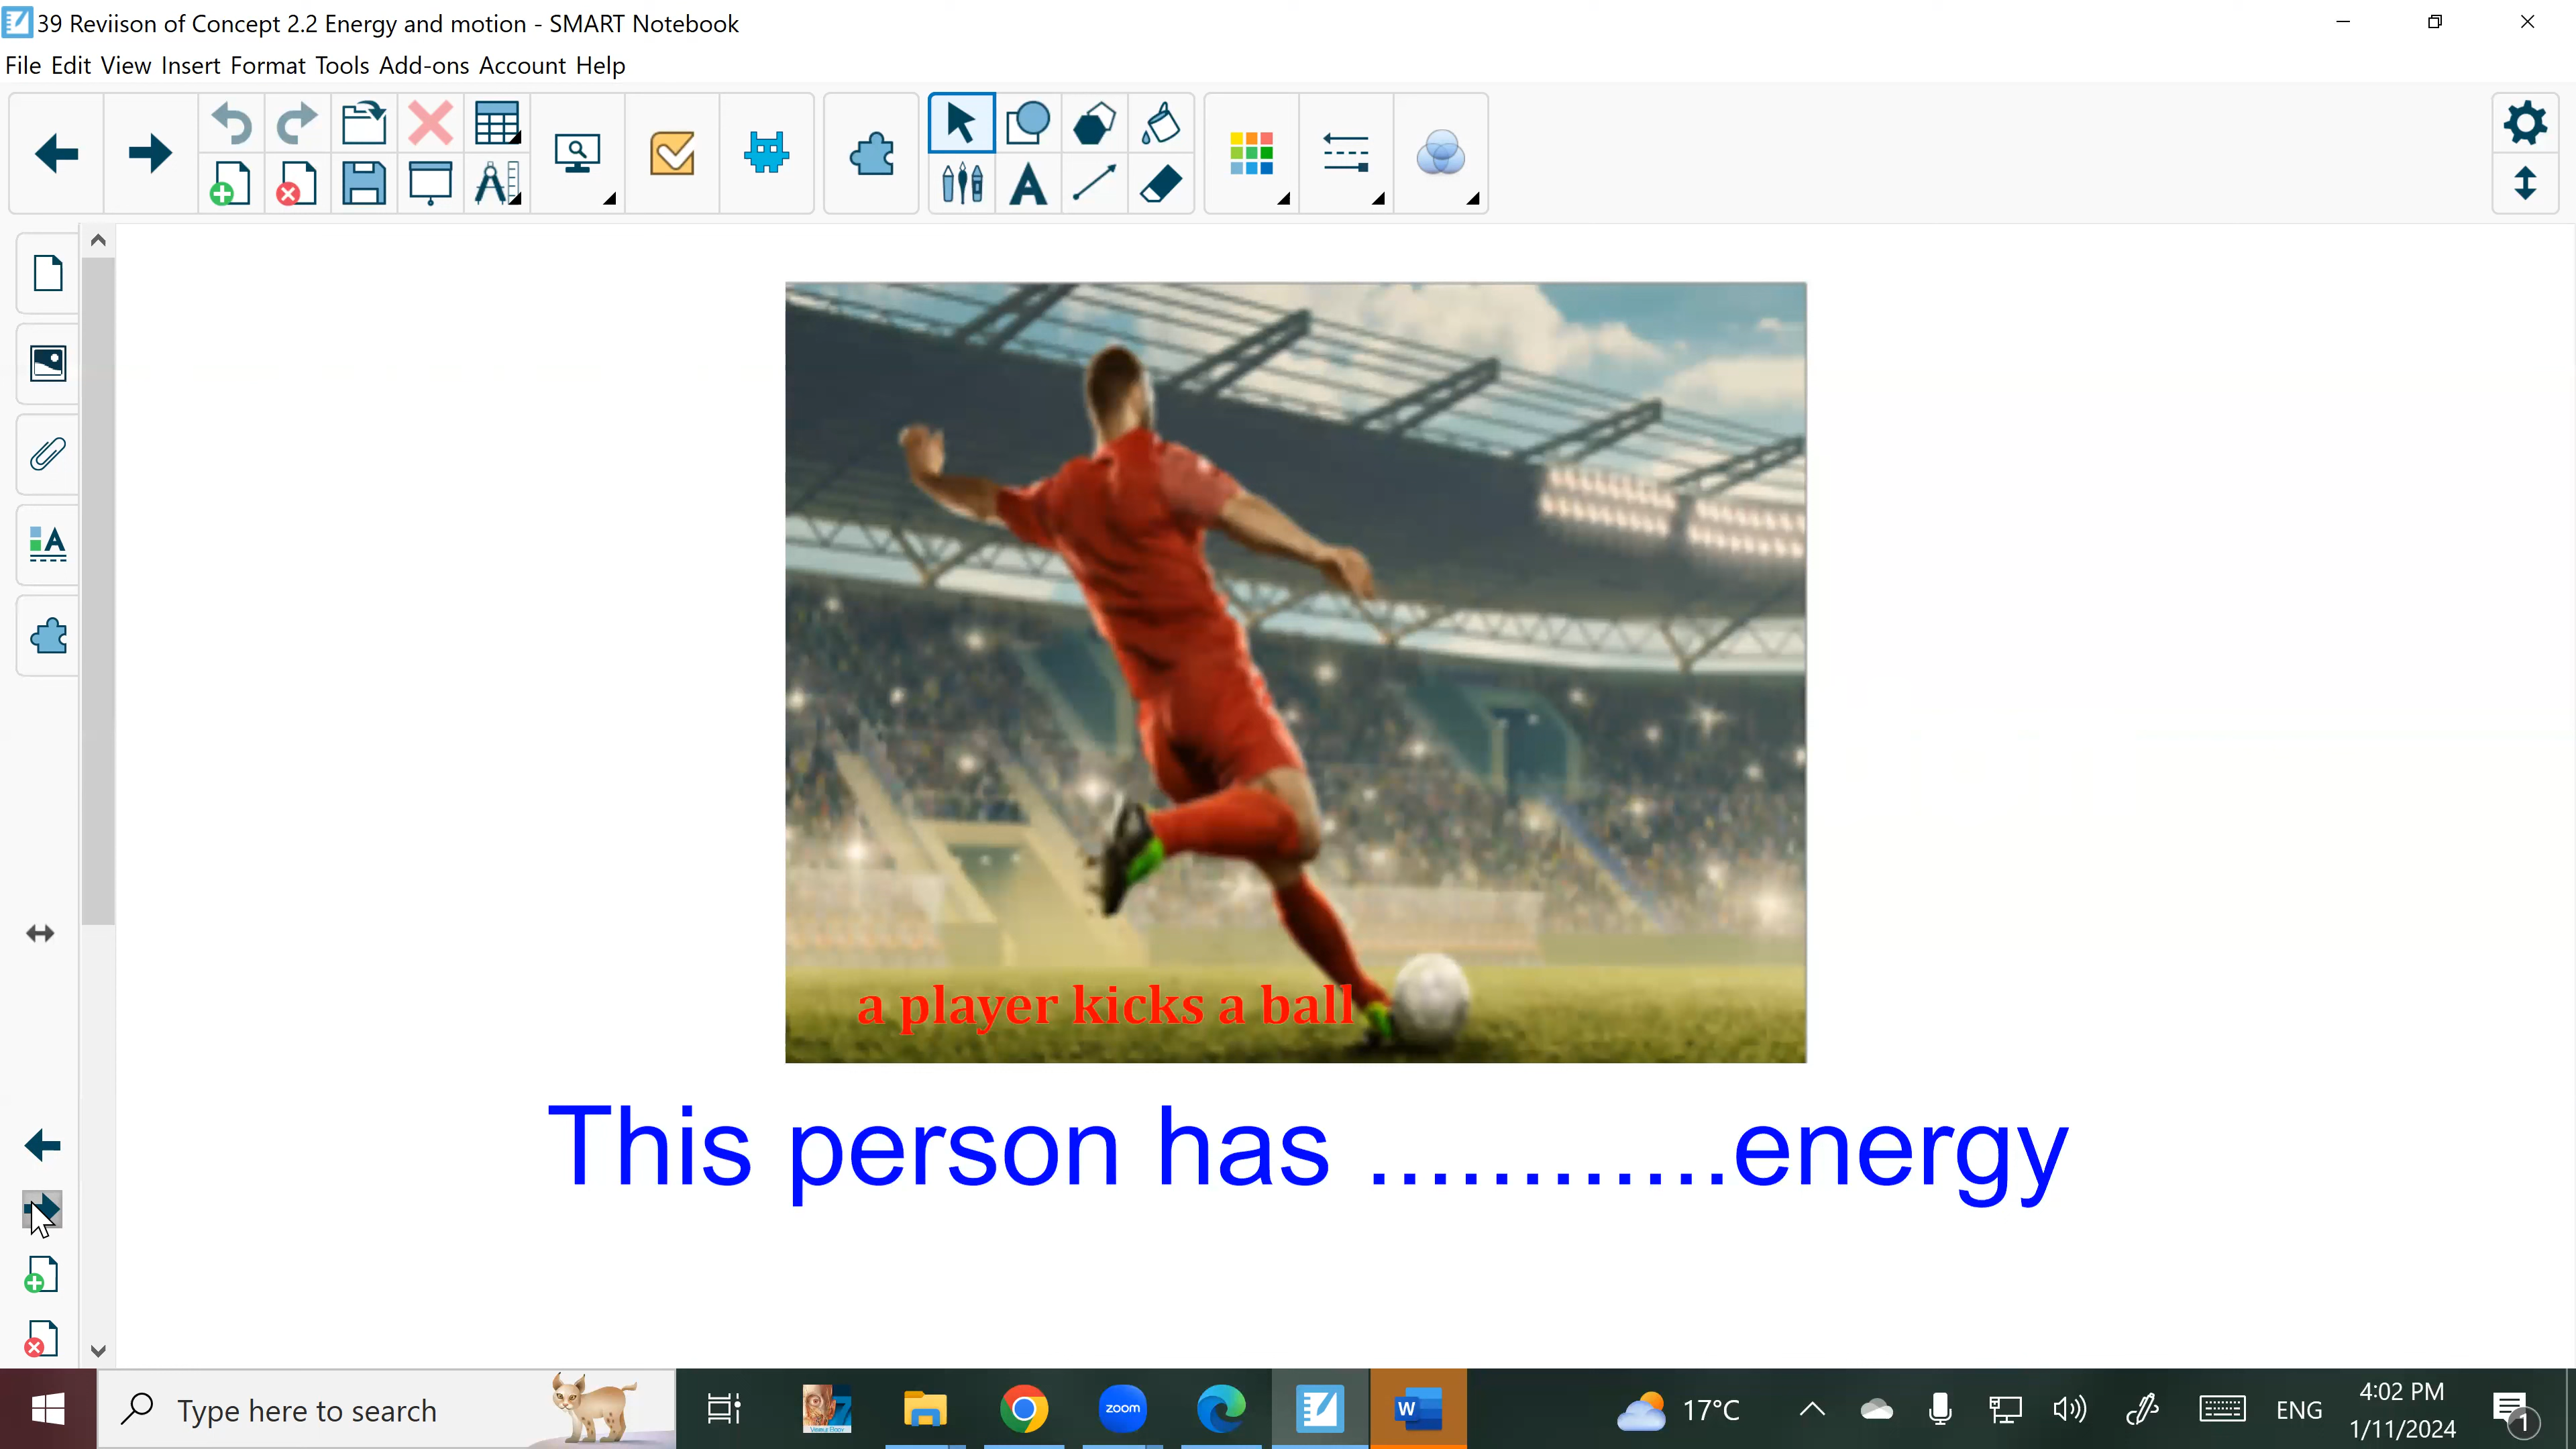 39 Reviison of Concept 2.2 Energy and motion - SMART Notebook
File Edit View Insert Format Tools Add-ons Account Help
a player kicks a ball
This person has ............energy
Type here to search
zoom
W
17°C
ENG
4:02 PM
1/11/2024
1